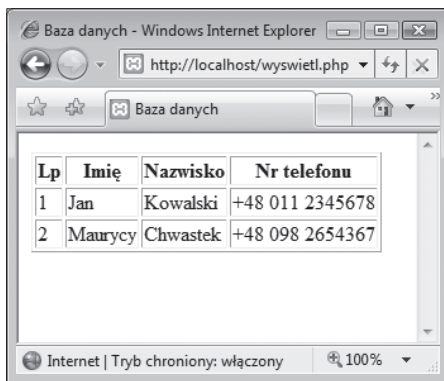 Baza danych - Windows Internet Explorer
http://localhost/wyswietl.php
Baza danych
Lp Imię Nazwisko Nr telefonu
1 Jan Kowalski +48 011 2345678
2 Maurycy Chwastek +48 098 2654367
Internet | Tryb chroniony: włączony 100%